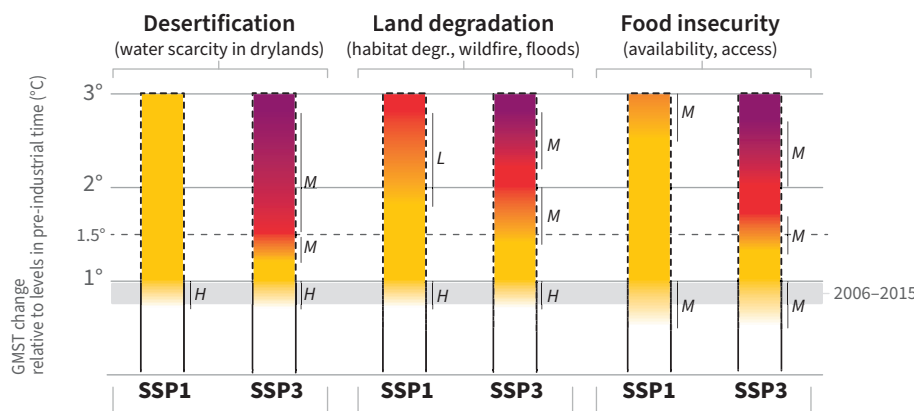 Desertification
(water scarcity in drylands)
Land degradation
(habitat degr., wildfire, floods)
Food insecurity
(availability, access)
GMST change
relative to levels in pre-industrial time (°C)
3°
2°
1.5°
1°
M
M
H
H
L
H
M
M
H
M
M
M
M
M
2006–2015
SSP1
SSP3
SSP1
SSP3
SSP1
SSP3